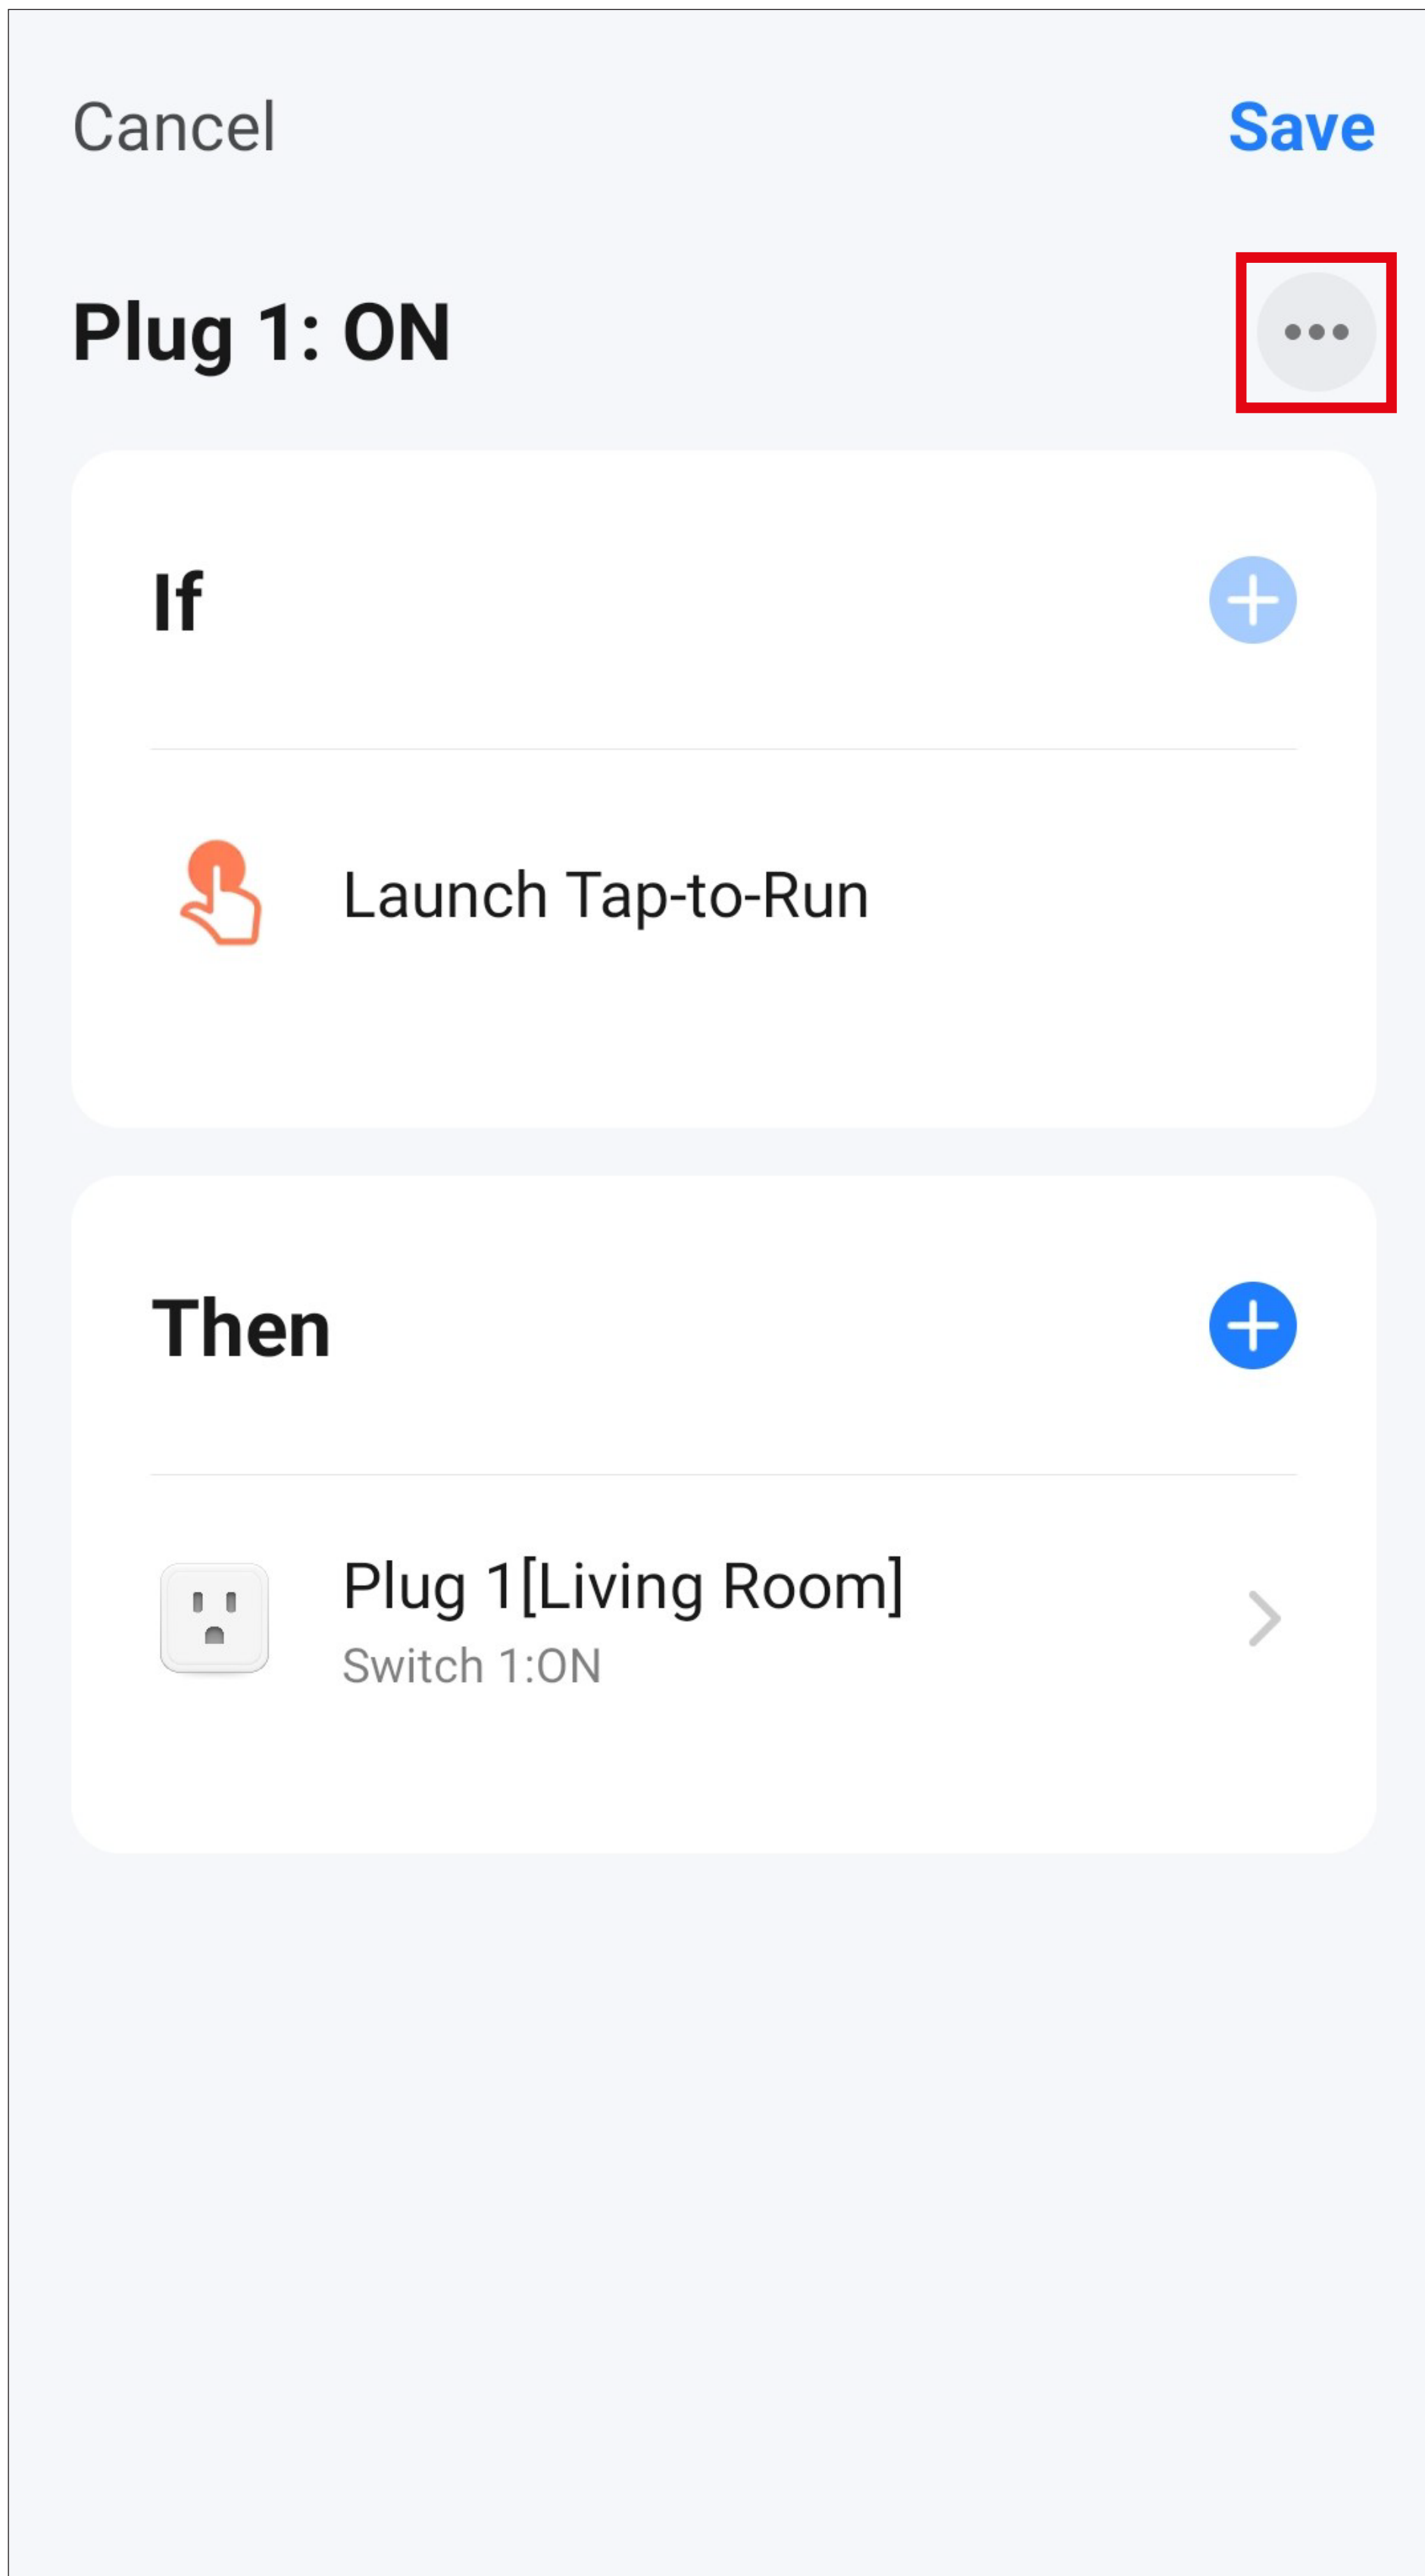 Cancel
Save
Plug 1: ON
If
Launch Tap-to-Run
Then
Plug 1[Living Room]
Switch 1:ON